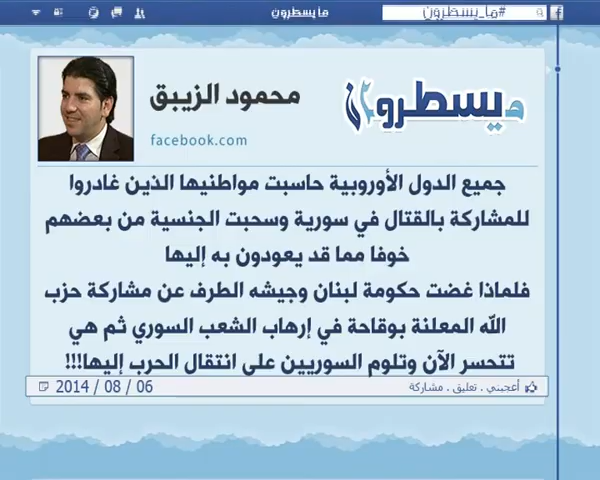 ما يسطرون
#ما_يسطرون
ما يسطرون
محمود الزيبق
facebook.com
جميع الدول الأوروبية حاسبت مواطنيها الذين غادروا
للمشاركة بالقتال في سورية وسحبت الجنسية من بعضهم
خوفا مما قد يعودون به إليها
فلماذا غضت حكومة لبنان وجيشه الطرف عن مشاركة حزب
الله المعلنة بوقاحة في إرهاب الشعب السوري ثم هي
تتحسر الآن وتلوم السوريين على انتقال الحرب إليها!!!
أعجبني . تعليق . مشاركة
2014 / 08 / 06